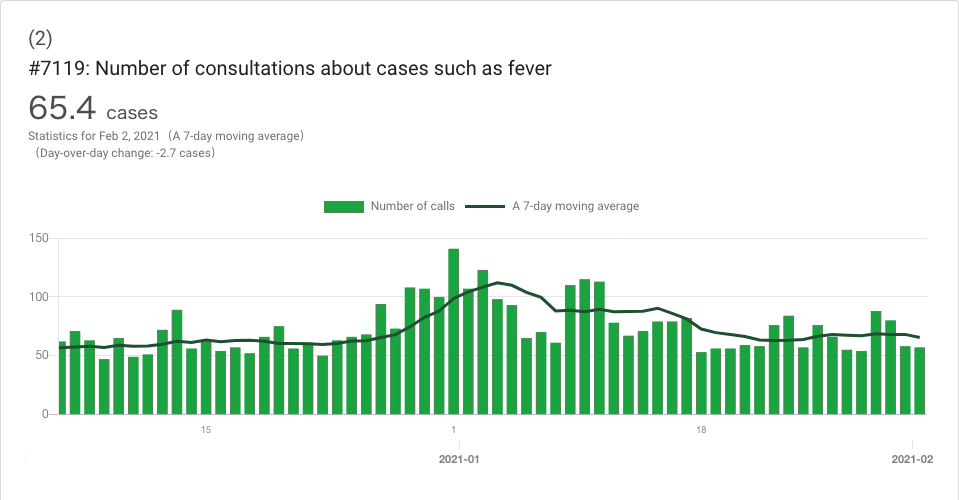 (2)
#7119: Number of consultations about cases such as fever
65.4 cases
Statistics for Feb 2, 2021（A 7-day moving average）
（Day-over-day change: -2.7 cases）
Number of calls A 7-day moving average
150
100
50
0
15 1 18
2021-01 2021-02